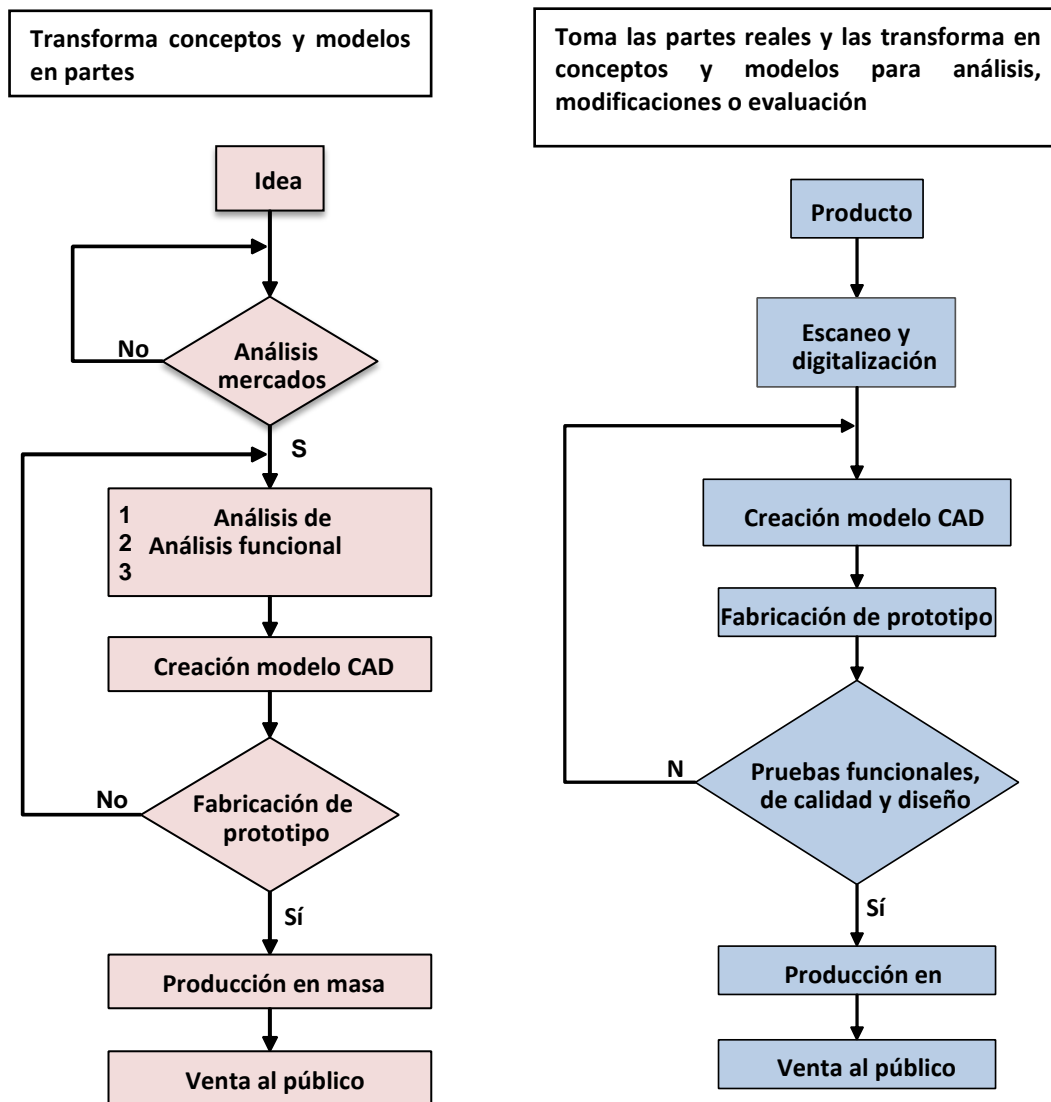 Transforma conceptos y modelos
en partes
Idea
No
Análisis
mercados
S
1
Análisis de
2
Análisis funcional
3
Creación modelo CAD
No
Fabricación de
prototipo
Sí
Producción en masa
Venta al público
Toma las partes reales y las transforma en
conceptos y modelos para análisis,
modificaciones o evaluación
Producto
Escaneo y
digitalización
Creación modelo CAD
Fabricación de prototipo
N
Pruebas funcionales,
de calidad y diseño
Sí
Producción en
Venta al público